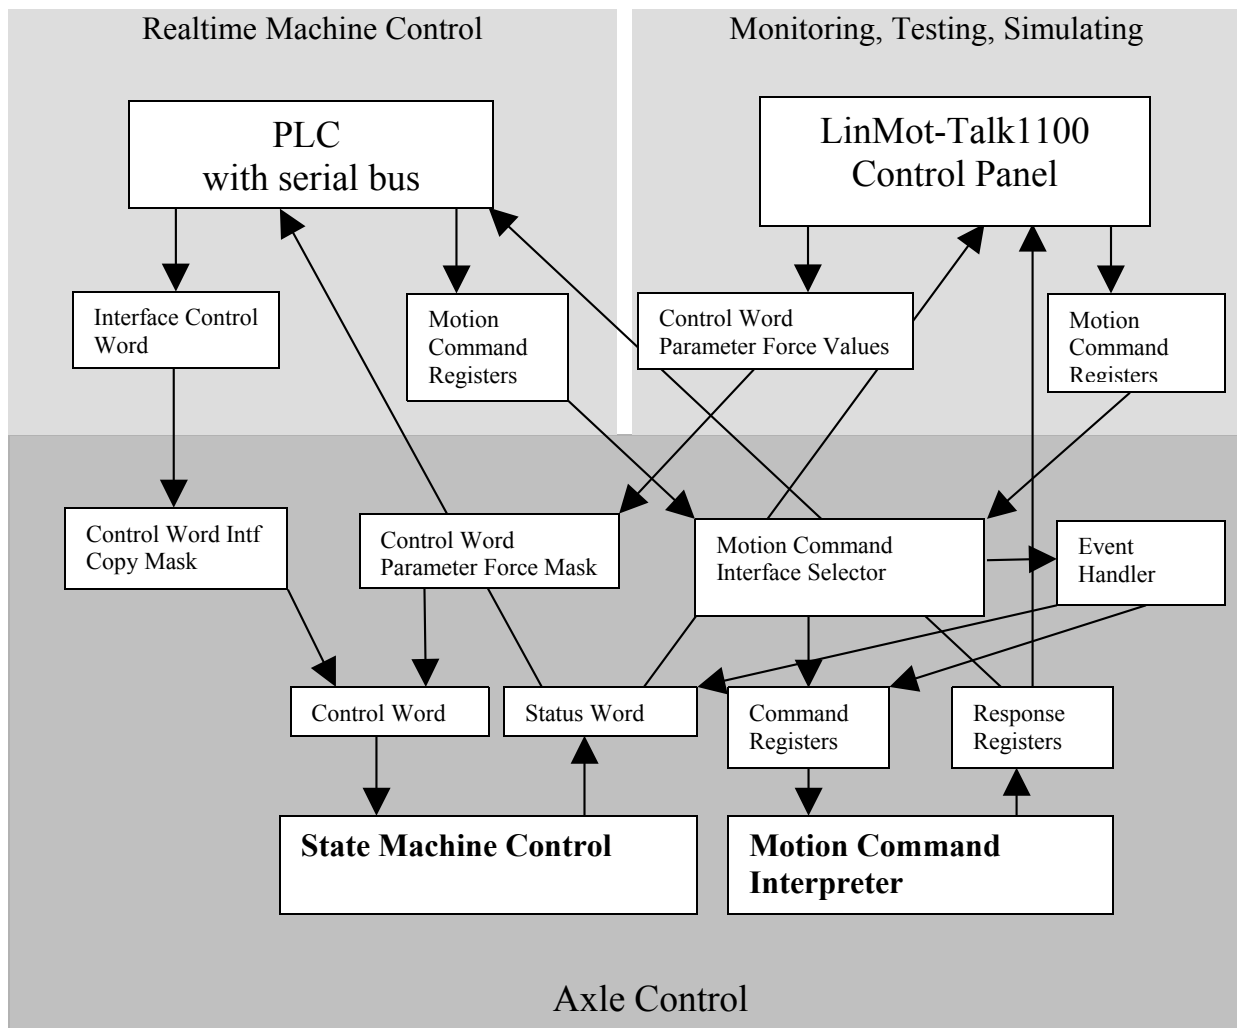 Realtime Machine Control
Monitoring, Testing, Simulating
PLC
with serial bus
LinMot-Talk1100
Control Panel
Interface Control
Word
Motion
Command
Registers
Control Word
Parameter Force Values
Motion
Command
Registers
Control Word Intf
Copy Mask
Control Word
Parameter Force Mask
Motion Command
Interface Selector
Event
Handler
Control Word
Status Word
Command
Registers
Response
Registers
State Machine Control
Motion Command
Interpreter
Axle Control